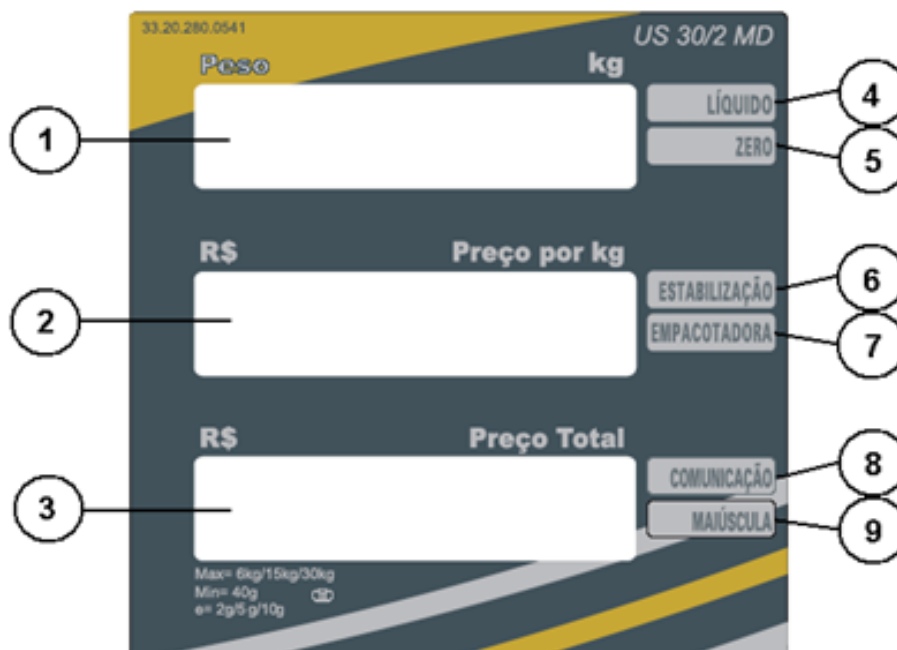 33.20.280.0541
US 30/2 MD
Peso kg
1
LÍQUIDO
4
ZERO
5
R$ Preço por kg
2
ESTABILIZAÇÃO
6
EMPACOTADORA
7
R$ Preço Total
3
COMUNICAÇÃO
8
MAIÚSCULA
9
Max= 6kg/15kg/30kg
Min= 40g
e= 2g/5g/10g